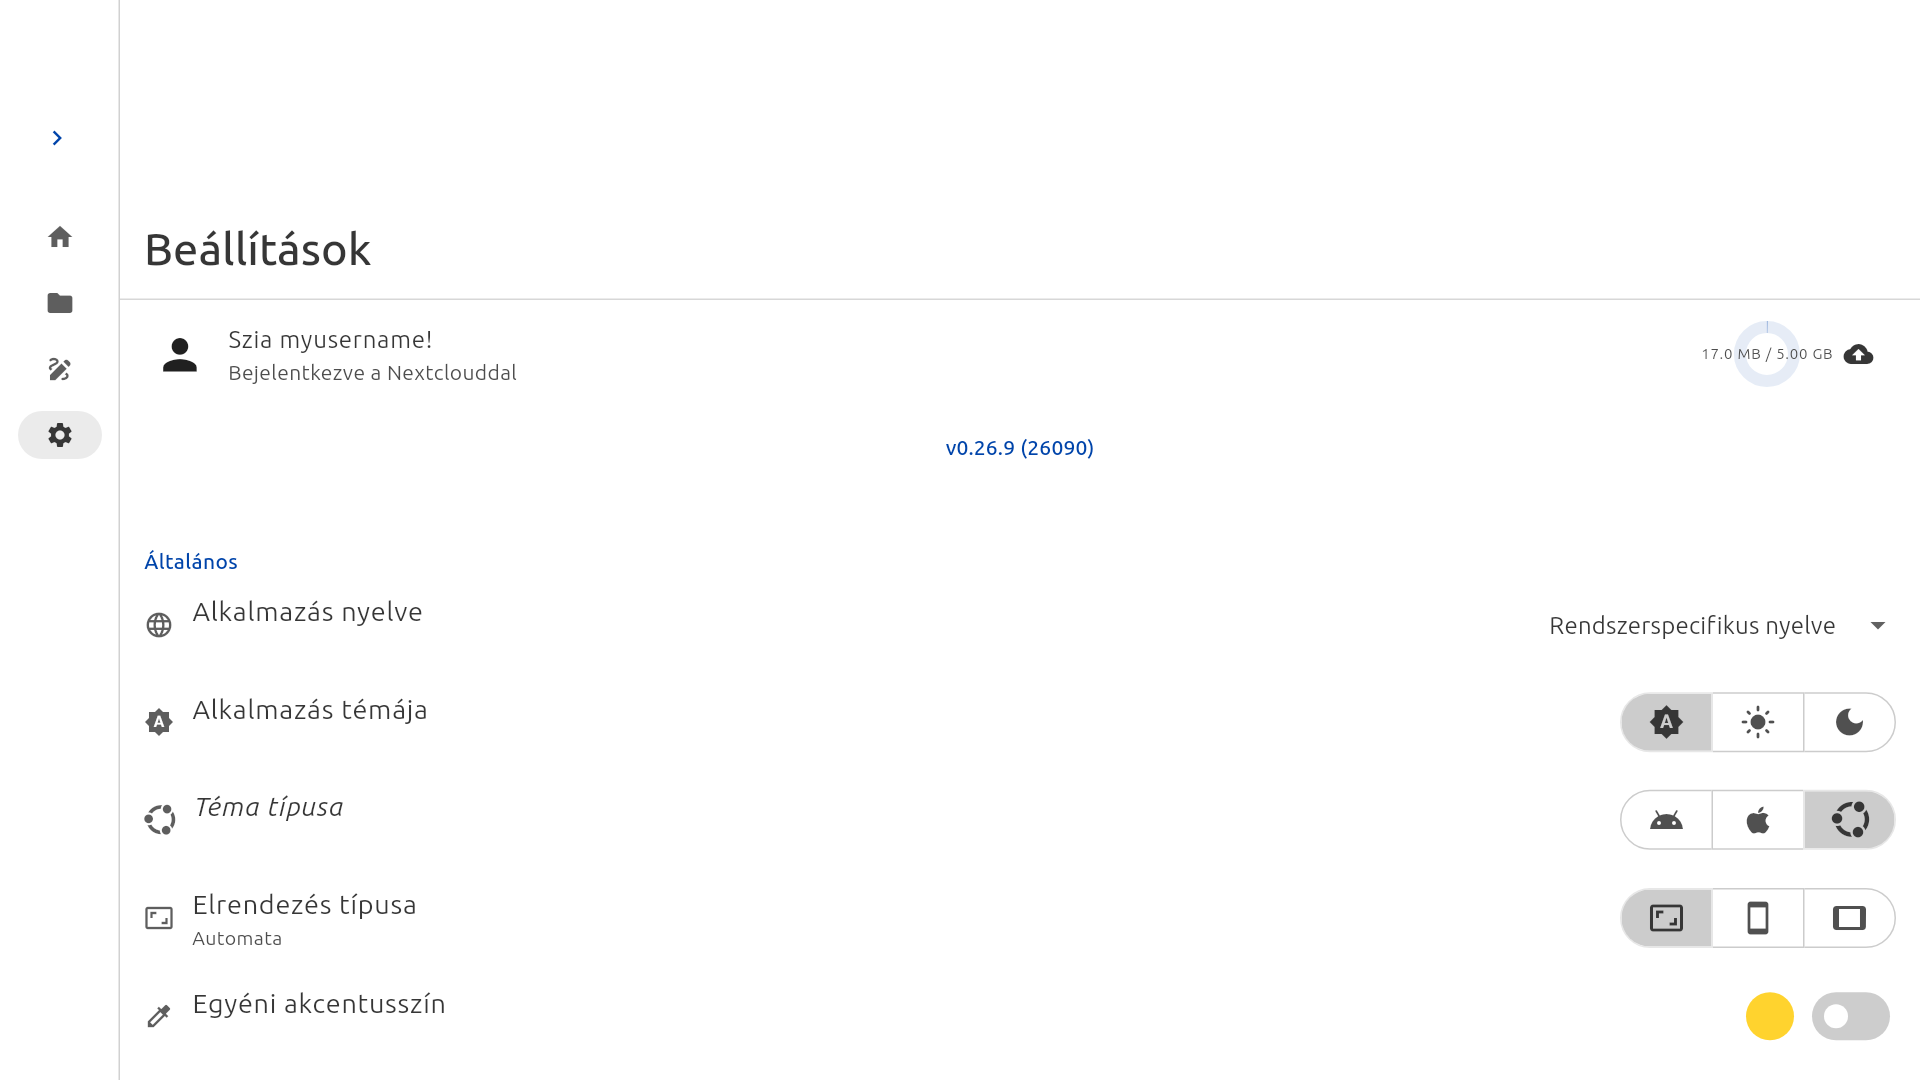 Beállítások
Szia myusername!
Bejelentkezve a Nextclouddal
17.0 MB / 5.00 GB
v0.26.9 (26090)
Általános
Alkalmazás nyelve
Rendszerspecifikus nyelve
Alkalmazás témája
Téma típusa
Elrendezés típusa
Automata
Egyéni akcentusszín